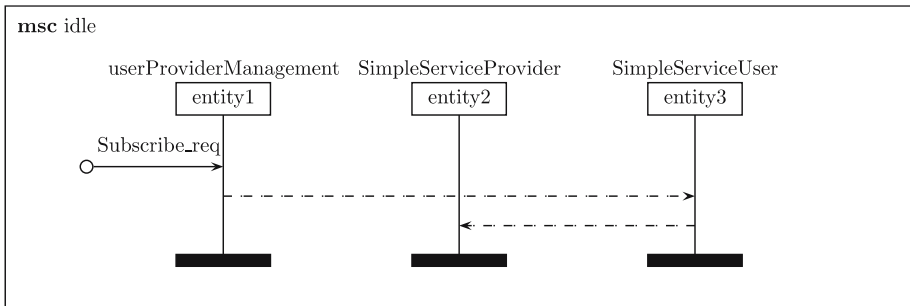 msc idle
userProviderManagement SimpleServiceProvider SimpleServiceUser
entity1 entity2 entity3
Subscribe_req